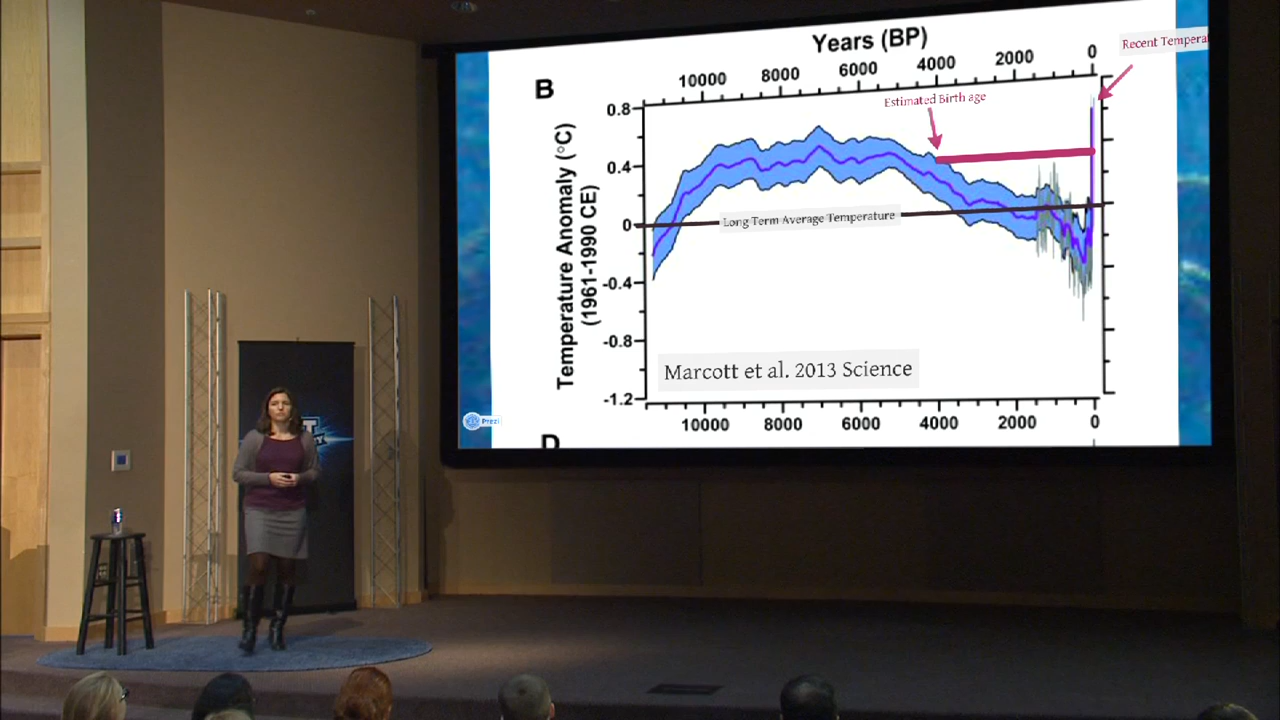 Years (BP)
10000 8000 6000 4000 2000 0
Recent Tempera
B
Estimated Birth age
0.8
0.4
0
-0.4
-0.8
-1.2
Temperature Anomaly (°C)
(1961-1990 CE)
Long Term Average Temperature
Marcott et al. 2013 Science
10000 8000 6000 4000 2000 0
D
Prezi